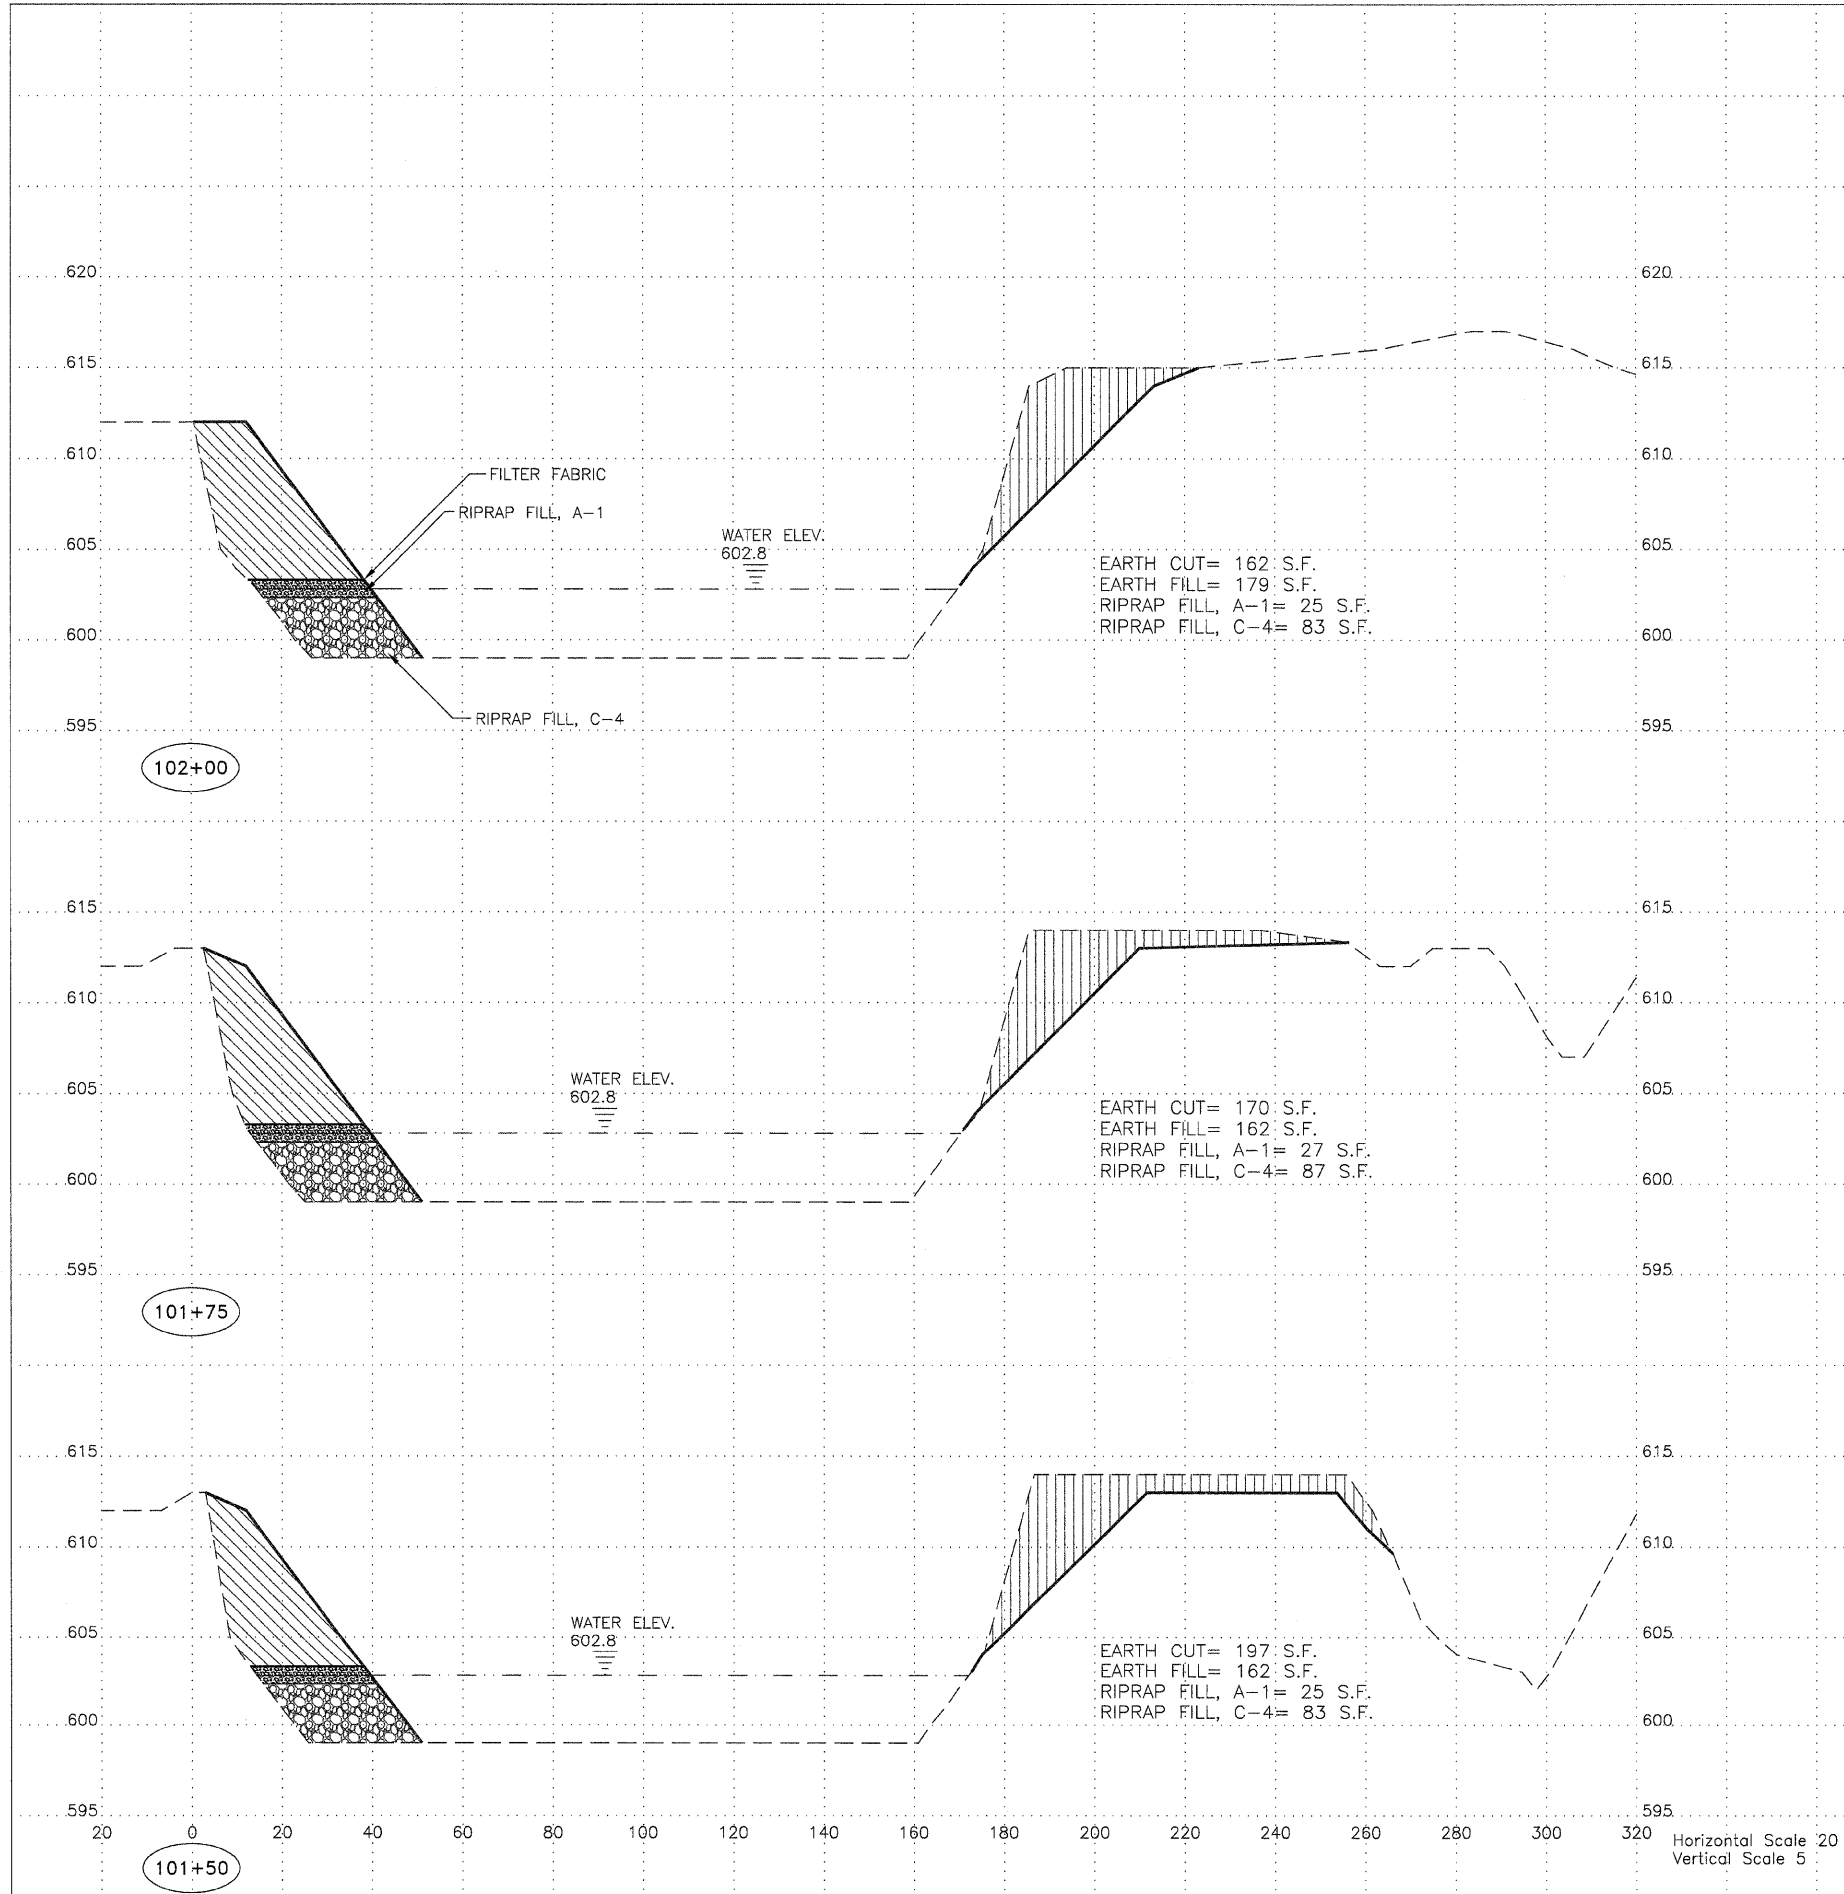 620 620
615 615
610 610
FILTER FABRIC
RIPRAP FILL, A-1
WATER ELEV.
602.8
605 605
EARTH CUT= 162 S.F.
EARTH FILL= 179 S.F.
RIPRAP FILL, A-1= 25 S.F.
RIPRAP FILL, C-4= 83 S.F.
600 600
RIPRAP FILL, C-4
595 595
102+00
615 615
610 610
WATER ELEV.
602.8
605 605
EARTH CUT= 170 S.F.
EARTH FILL= 162 S.F.
RIPRAP FILL, A-1= 27 S.F.
RIPRAP FILL, C-4= 87 S.F.
600 600
595 595
101+75
615 615
610 610
WATER ELEV.
602.8
605 605
EARTH CUT= 197 S.F.
EARTH FILL= 162 S.F.
RIPRAP FILL, A-1= 25 S.F.
RIPRAP FILL, C-4= 83 S.F.
600 600
595 595
20 0 20 40 60 80 100 120 140 160 180 200 220 240 260 280 300 320
Horizontal Scale 20
Vertical Scale 5
101+50